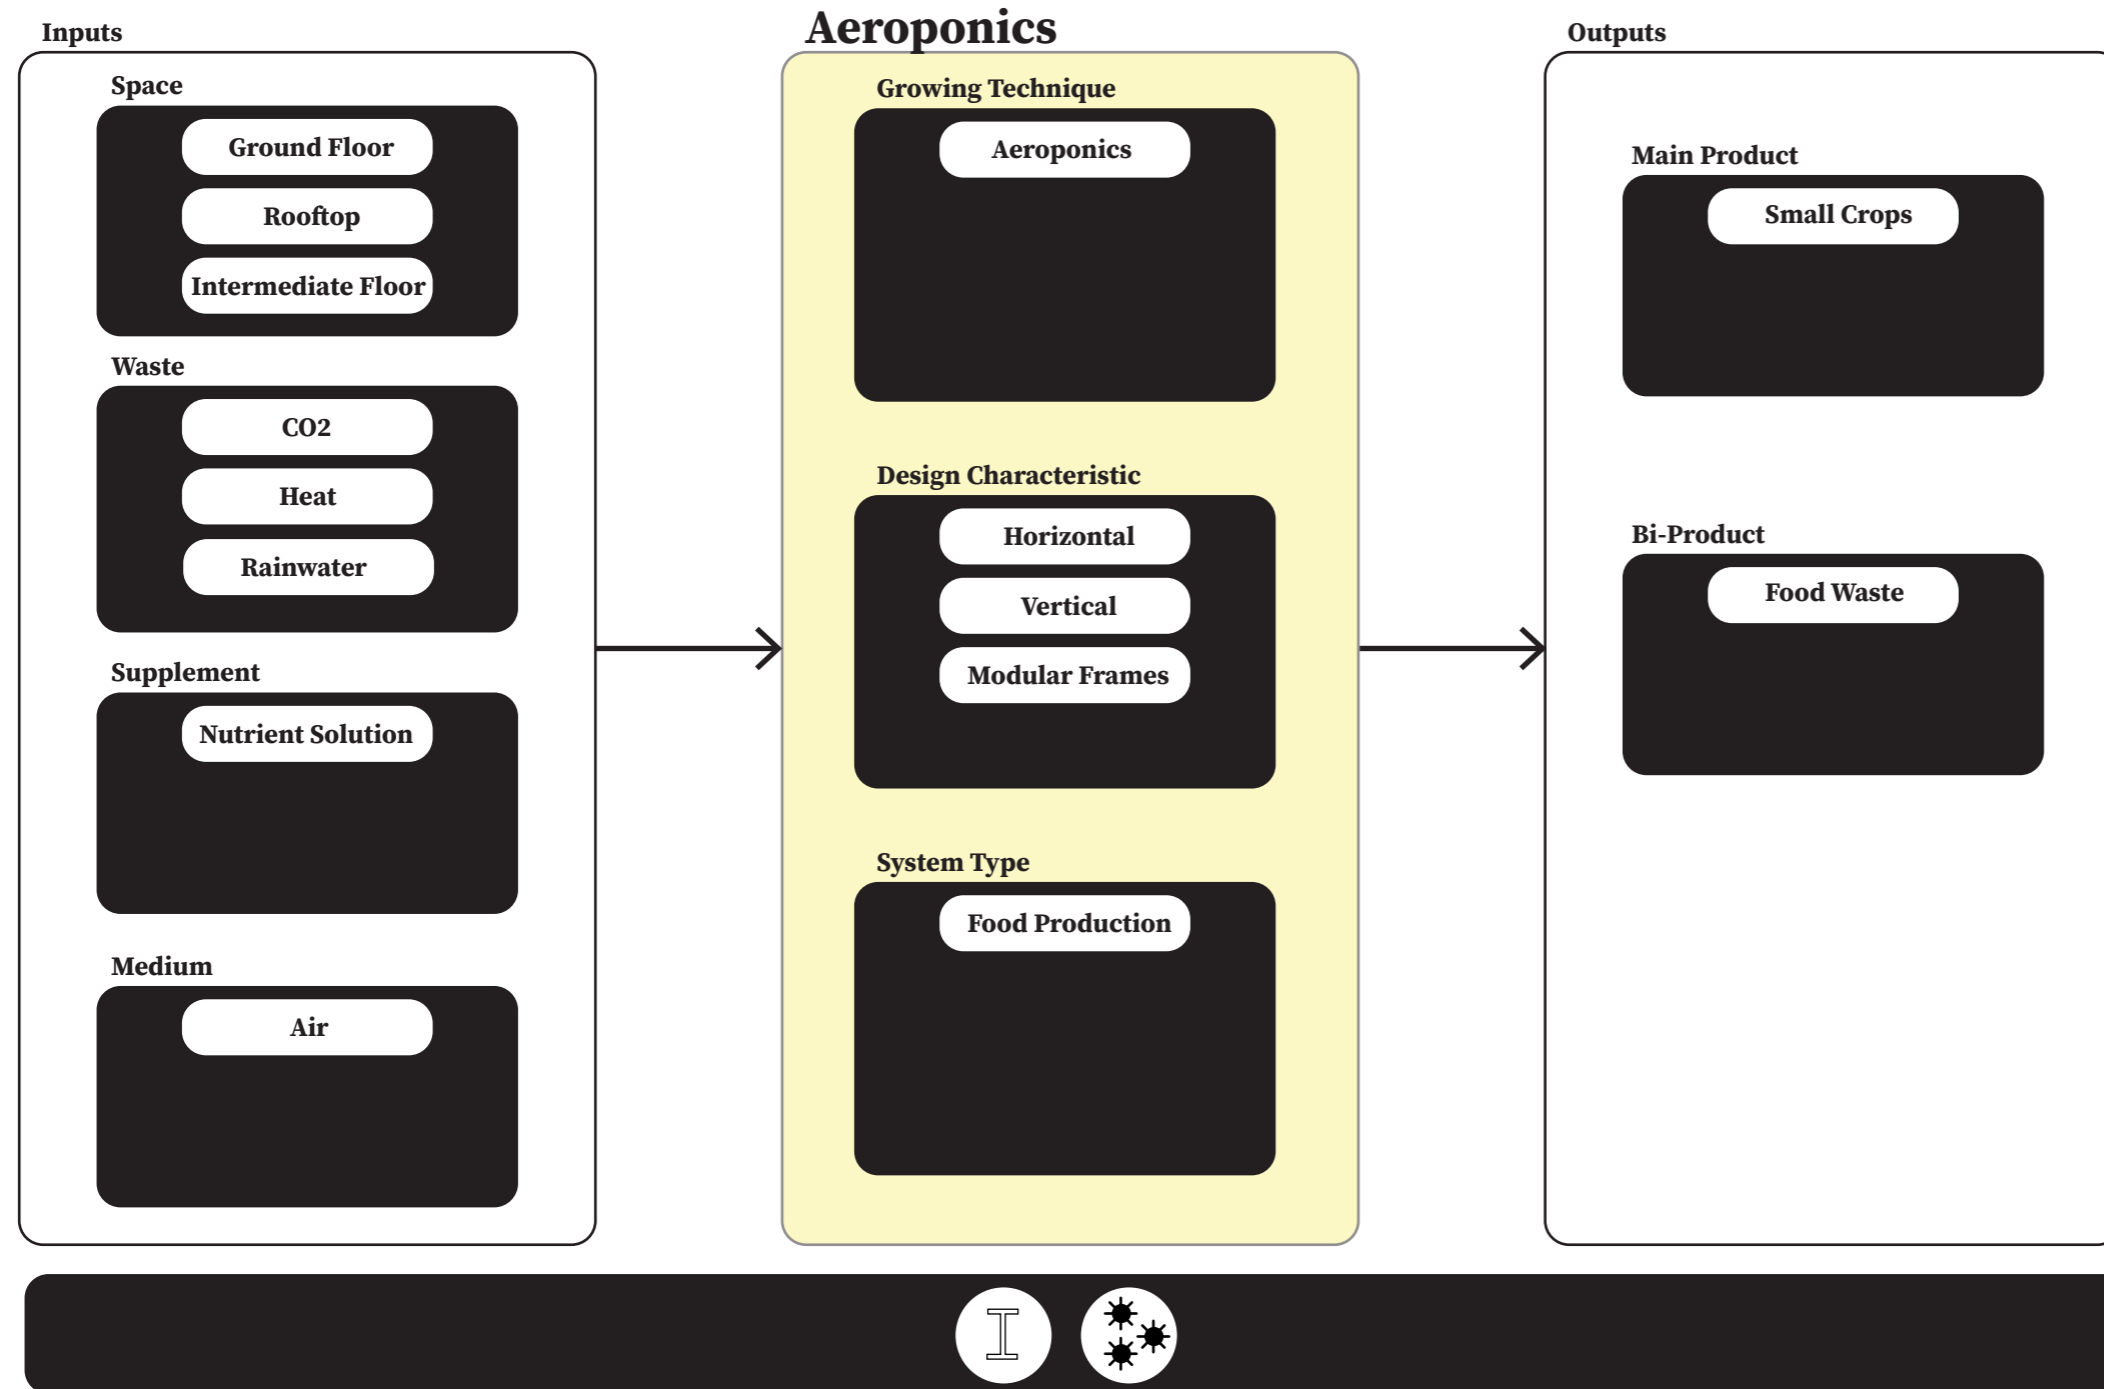 Inputs
Space
Ground Floor
Rooftop
Intermediate Floor
Waste
CO2
Heat
Rainwater
Supplement
Nutrient Solution
Medium
Air
Aeroponics
Growing Technique
Aeroponics
Design Characteristic
Horizontal
Vertical
Modular Frames
System Type
Food Production
Outputs
Main Product
Small Crops
Bi-Product
Food Waste